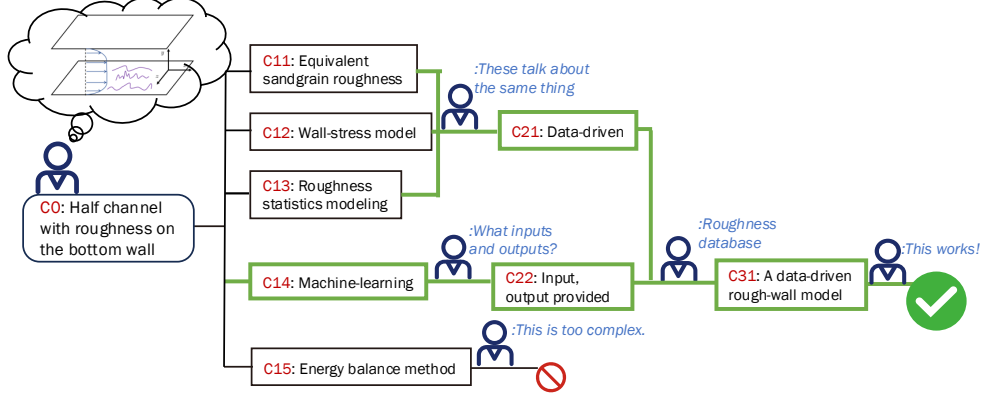 C11: Equivalent
sandgrain roughness
:These talk about
the same thing
C12: Wall-stress model
C21: Data-driven
C13: Roughness
statistics modeling
C0: Half channel
with roughness on
the bottom wall
:What inputs
and outputs?
:Roughness
database
:This works!
C14: Machine-learning
C22: Input,
output provided
C31: A data-driven
rough-wall model
:This is too complex.
C15: Energy balance method